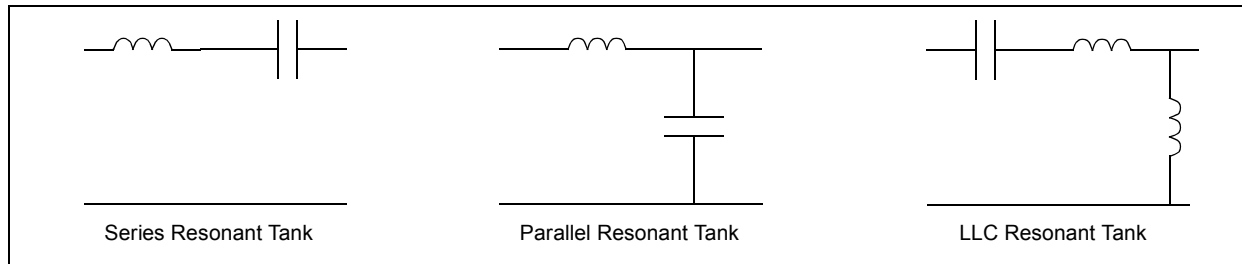 Series Resonant Tank
Parallel Resonant Tank
LLC Resonant Tank